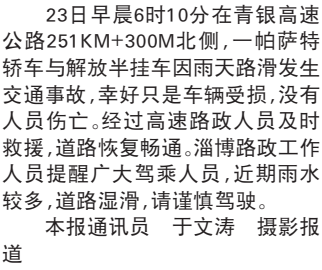 23日早晨6时10分在青银高速
公路251KM+300M北侧,一帕萨特
轿车与解放半挂车因雨天路滑发生
交通事故,幸好只是车辆受损,没有
人员伤亡。经过高速路政人员及时
救援,道路恢复畅通。淄博路政工作
人员提醒广大驾乘人员,近期雨水
较多,道路湿滑,请谨慎驾驶。
本报通讯员　于文涛　摄影报
道